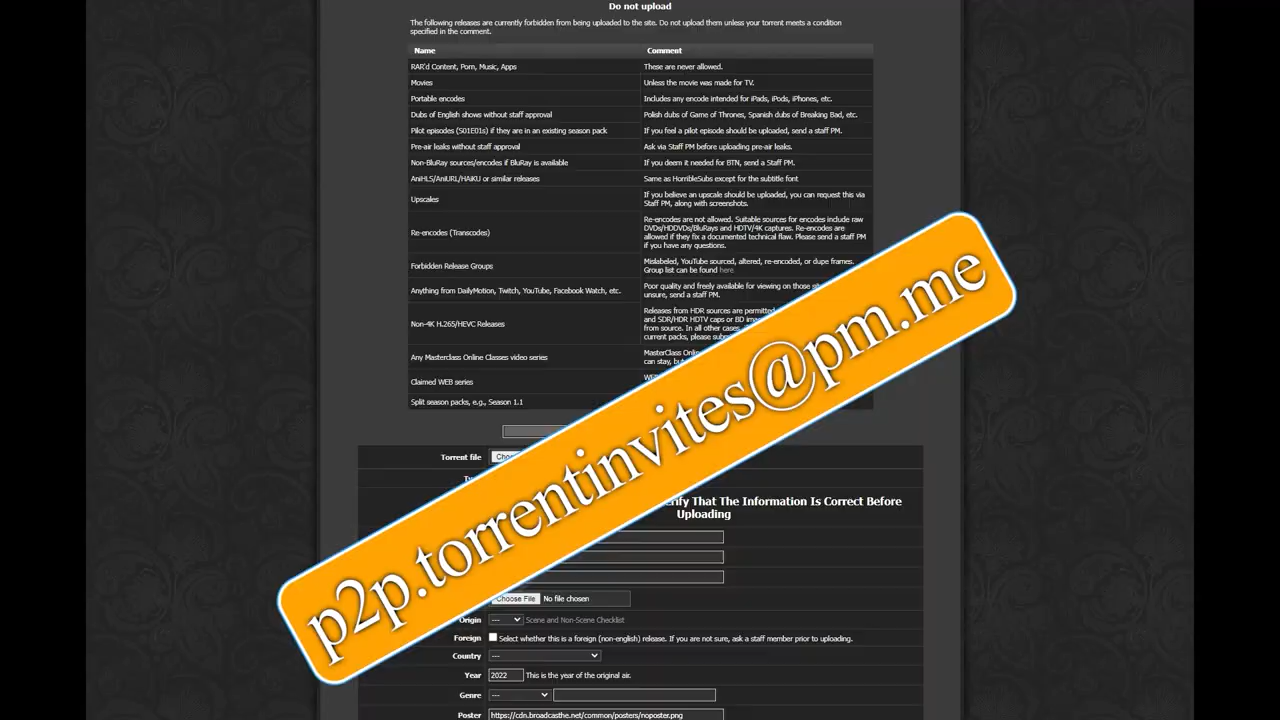 Do not upload
The following releases are currently forbidden from being uploaded to the site. Do not upload them unless your torrent meets a condition
specified in the comment.
Name Comment
RAR'd Content, Porn, Music, Apps These are never allowed.
Movies Unless the movie was made for TV.
Portable encodes Includes any encode intended for iPads, iPods, iPhones, etc.
Dubs of English shows without staff approval Polish dubs of Game of Thrones, Spanish dubs of Breaking Bad, etc.
Pilot episodes (S01E01s) if they are in an existing season pack If you feel a pilot episode should be uploaded, send a staff PM.
Pre-air leaks without staff approval Ask via Staff PM before uploading pre-air leaks.
Non-BluRay sources/encodes if BluRay is available If you deem it needed for BTN, send a Staff PM.
AniHLS/AniURL/HAiKU or similar releases Same as HorribleSubs except for the subtitle font
Upscales If you believe an upscale should be uploaded, you can request this via
Staff PM, along with screenshots.
Re-encodes (Transcodes) Re-encodes are not allowed. Suitable sources for encodes include raw
DVDs/HDDVDs/BluRays and HDTV/4K captures. Re-encodes are
allowed if they fix a documented technical flaw. Please send a staff PM
if you have any questions.
Forbidden Release Groups Mislabeled, YouTube sourced, altered, re-encoded, or dupe frames.
Group list can be found here
Anything from DailyMotion, Twitch, YouTube, Facebook Watch, etc. Poor quality and freely available for viewing on those
unsure, send a staff PM.
Non-4K H.265/HEVC Releases Releases from HDR sources are permitted
and SDR/HDR HDTV caps or BD
from source. In all other cases,
current packs, please
Any Masterclass Online Classes video series MasterClass
can stay,
Claimed WEB series
Split season packs, e.g., Season 1.1
p2p.torrentinvites@pm.me
Torrent file
That The Information Is Correct Before
Uploading
Choose File No file chosen
Origin --- Scene and Non-Scene Checklist
Foreign Select whether this is a foreign (non-english) release. If you are not sure, ask a staff member prior to uploading.
Country ---
Year 2022 This is the year of the original air.
Genre ---
Poster https://cdn.broadcasthe.net/common/posters/noposter.png